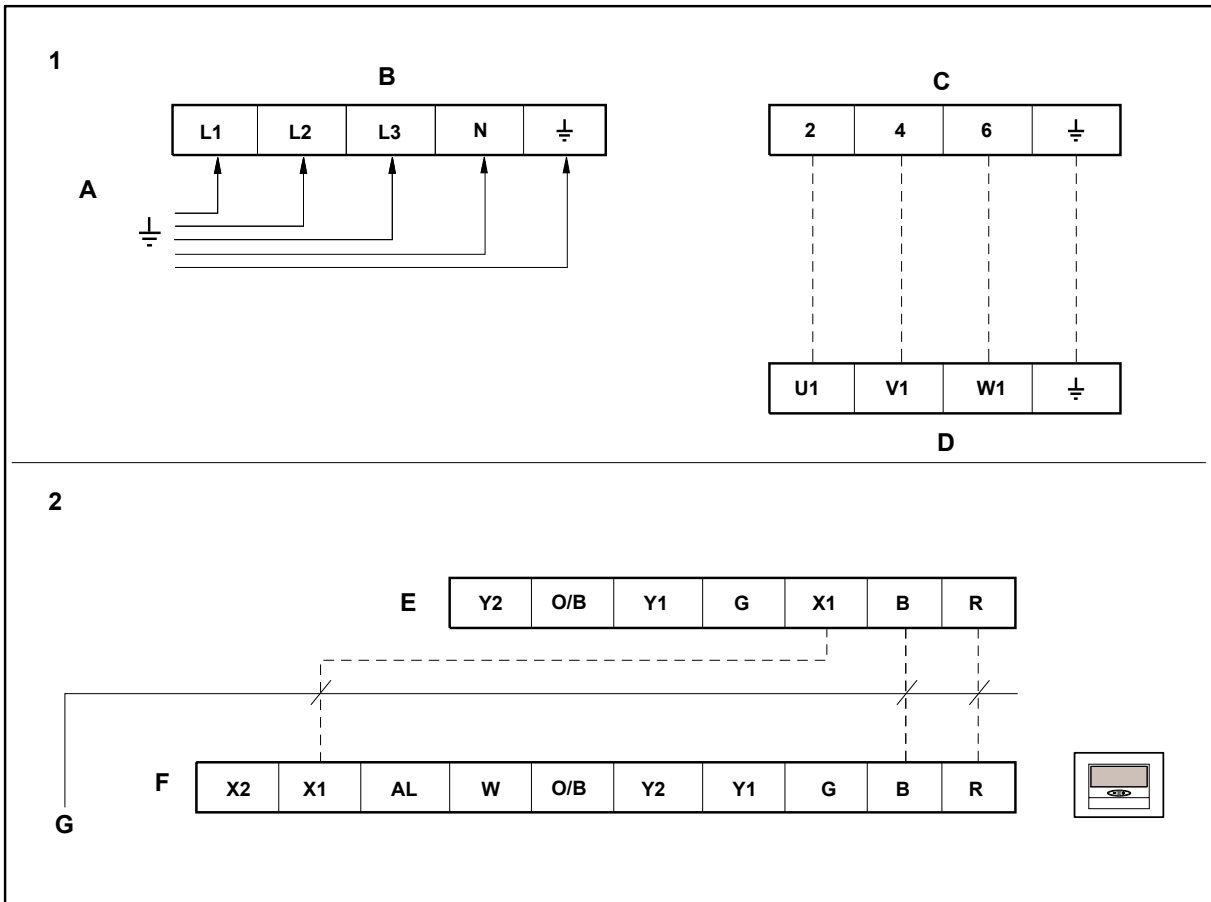 1
B
C
L1 L2 L3 N ⏚
2 4 6 ⏚
A
⏚
U1 V1 W1 ⏚
D
2
E
Y2 O/B Y1 G X1 B R
F
X2 X1 AL W O/B Y2 Y1 G B R
G